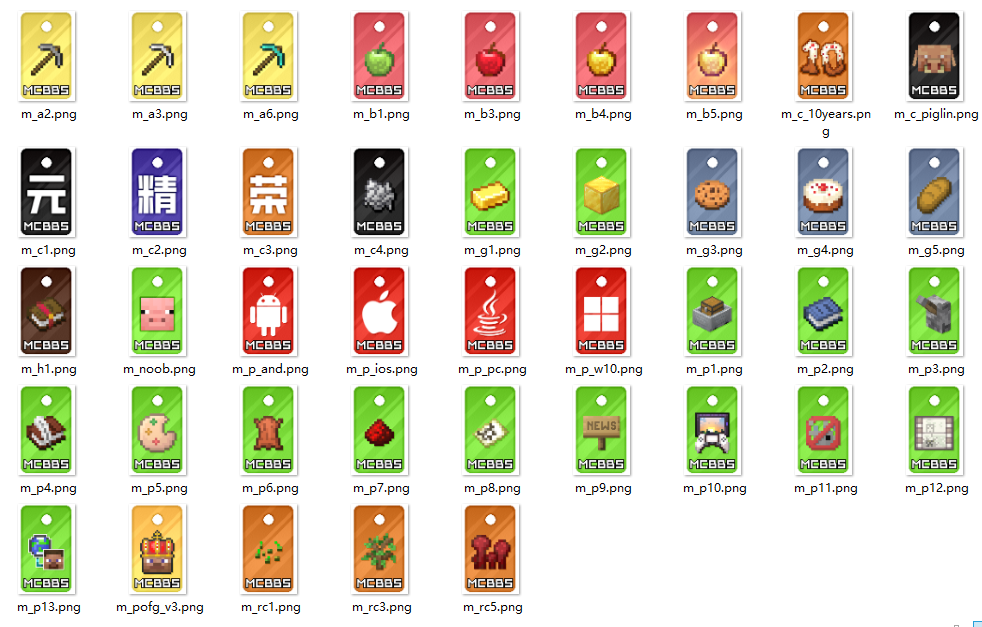 MCBBS MCBBS MCBBS MCBBS MCBBS MCBBS MCBBS 10 MCBBS MCBBS
m_a2.png m_a3.png m_a6.png m_b1.png m_b3.png m_b4.png m_b5.png m_c_10years.pn m_c_piglin.png
g
元 精 荣
MCBBS MCBBS MCBBS MCBBS MCBBS MCBBS MCBBS MCBBS MCBBS
m_c1.png m_c2.png m_c3.png m_c4.png m_g1.png m_g2.png m_g3.png m_g4.png m_g5.png
MCBBS MCBBS MCBBS MCBBS MCBBS MCBBS MCBBS MCBBS MCBBS
m_h1.png m_noob.png m_p_and.png m_p_ios.png m_p_pc.png m_p_w10.png m_p1.png m_p2.png m_p3.png
NEWS
MCBBS MCBBS MCBBS MCBBS MCBBS MCBBS MCBBS MCBBS MCBBS
m_p4.png m_p5.png m_p6.png m_p7.png m_p8.png m_p9.png m_p10.png m_p11.png m_p12.png
MCBBS MCBBS MCBBS MCBBS MCBBS
m_p13.png m_pofg_v3.png m_rc1.png m_rc3.png m_rc5.png